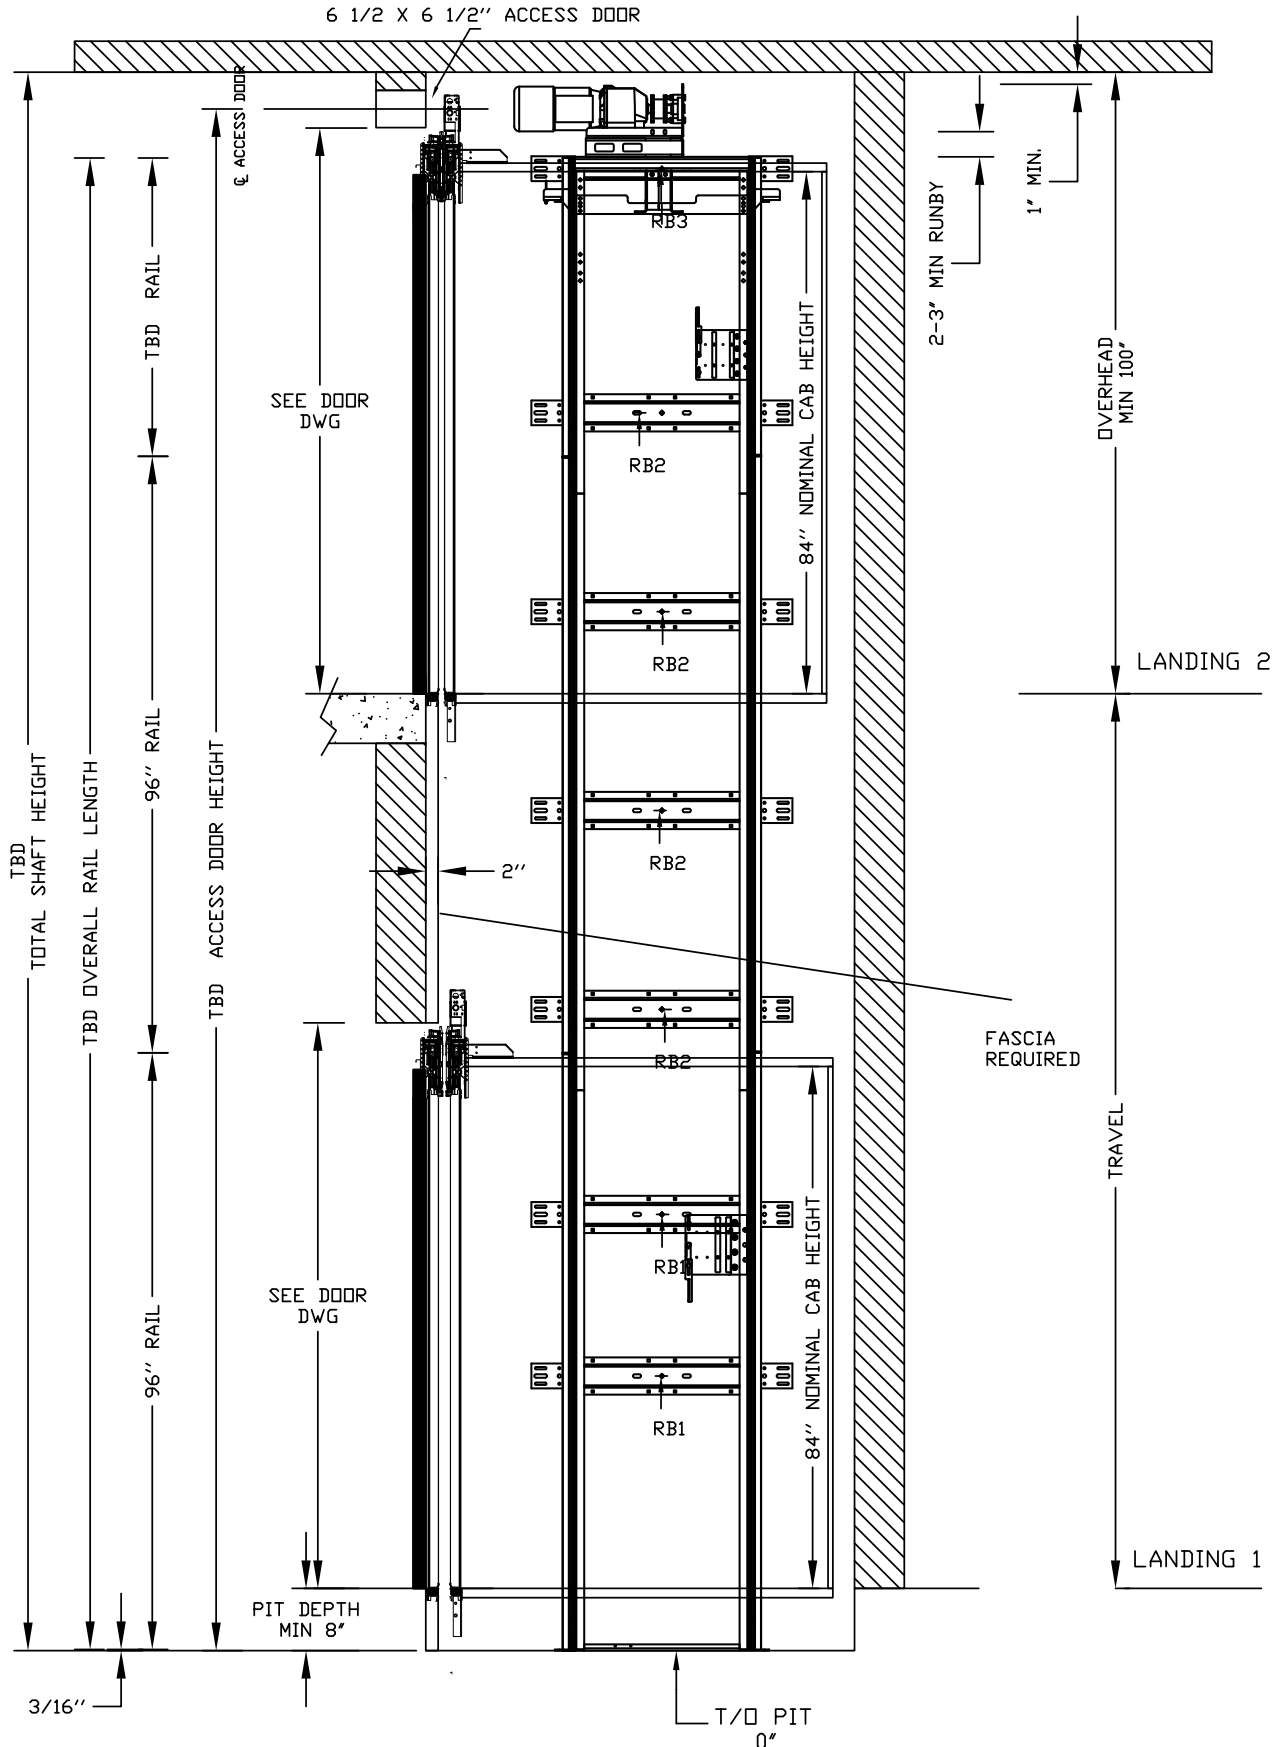 6 1/2 X 6 1/2" ACCESS DOOR
℄ ACCESS DOOR
1" MIN.
2-3" MIN RUNBY
RB3
TBD RAIL
84" NOMINAL CAB HEIGHT
OVERHEAD
MIN 100"
SEE DOOR
DWG
RB2
RB2
LANDING 2
96" RAIL
TBD
TOTAL SHAFT HEIGHT
TBD OVERALL RAIL LENGTH
TBD ACCESS DOOR HEIGHT
RB2
2"
FASCIA
REQUIRED
RB2
TRAVEL
RB1
84" NOMINAL CAB HEIGHT
SEE DOOR
DWG
96" RAIL
RB1
LANDING 1
PIT DEPTH
MIN 8"
3/16"
T/O PIT
0"